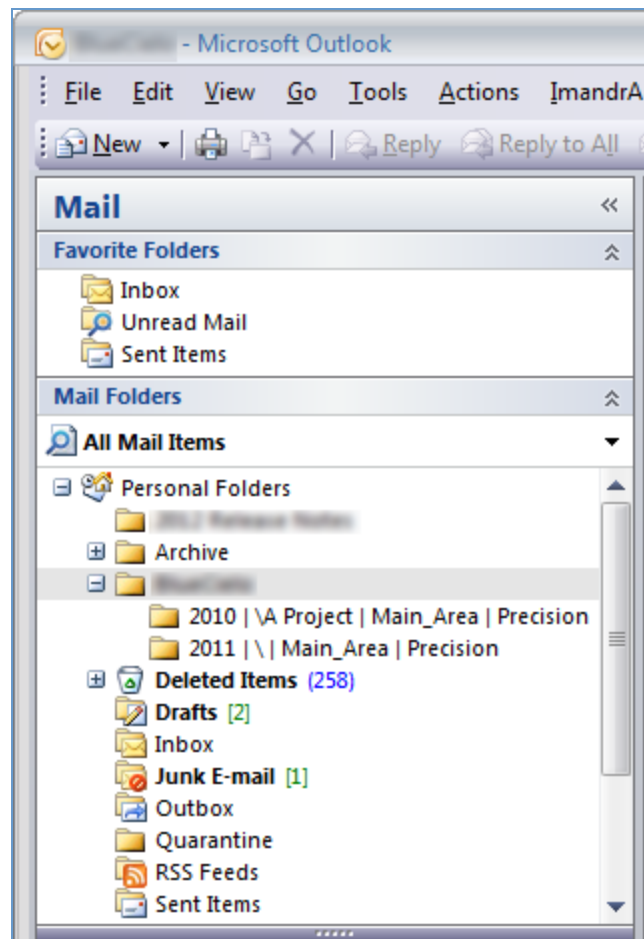 - Microsoft Outlook
File Edit View Go Tools Actions ImandrA
New Reply Reply to All
Mail
Favorite Folders
Inbox
Unread Mail
Sent Items
Mail Folders
All Mail Items
Personal Folders
Archive
2010 | \A Project | Main_Area | Precision
2011 | \ | Main_Area | Precision
Deleted Items (258)
Drafts [2]
Inbox
Junk E-mail [1]
Outbox
Quarantine
RSS Feeds
Sent Items